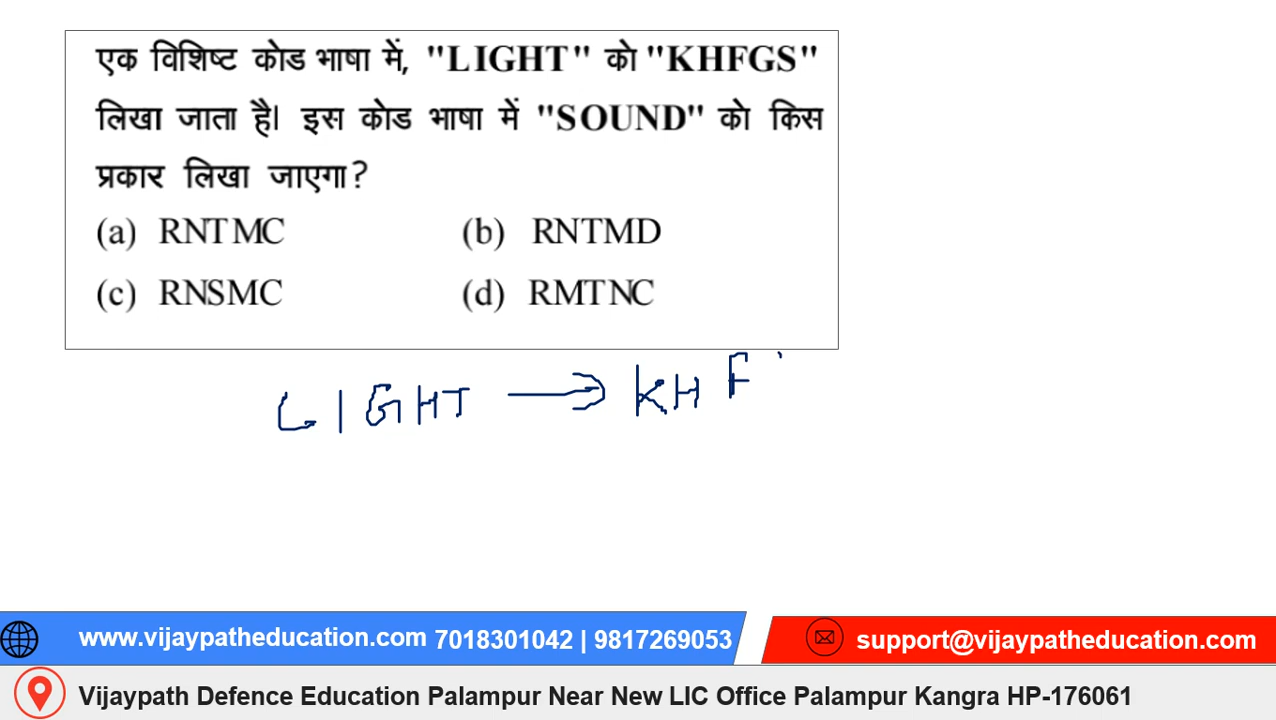 एक विशिष्ट कोड भाषा में, "LIGHT" को "KHFGS"
लिखा जाता है। इस कोड भाषा में "SOUND" को किस
प्रकार लिखा जाएगा?
(a) RNTMC (b) RNTMD
(c) RNSMC (d) RMTNC
LIGHT → KHF
www.vijaypatheducation.com 7018301042 | 9817269053 support@vijaypatheducation.com
Vijaypath Defence Education Palampur Near New LIC Office Palampur Kangra HP-176061